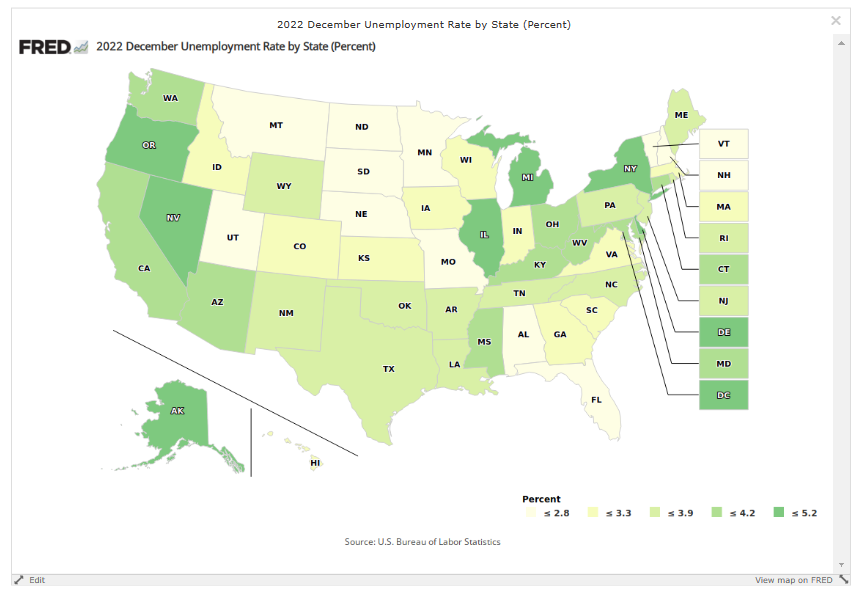 2022 December Unemployment Rate by State (Percent)
FRED 2022 December Unemployment Rate by State (Percent)
WA
OR
CA
NV
ID
MT
WY
UT
AZ
CO
NM
ND
SD
NE
KS
OK
TX
MN
IA
MO
AR
LA
WI
IL
MS
MI
IN
KY
TN
AL
OH
WV
GA
FL
SC
NC
VA
PA
NY
ME
VT
NH
MA
RI
CT
NJ
DE
MD
DC
AK
HI
Percent
≤ 2.8 ≤ 3.3 ≤ 3.9 ≤ 4.2 ≤ 5.2
Source: U.S. Bureau of Labor Statistics
Edit View map on FRED